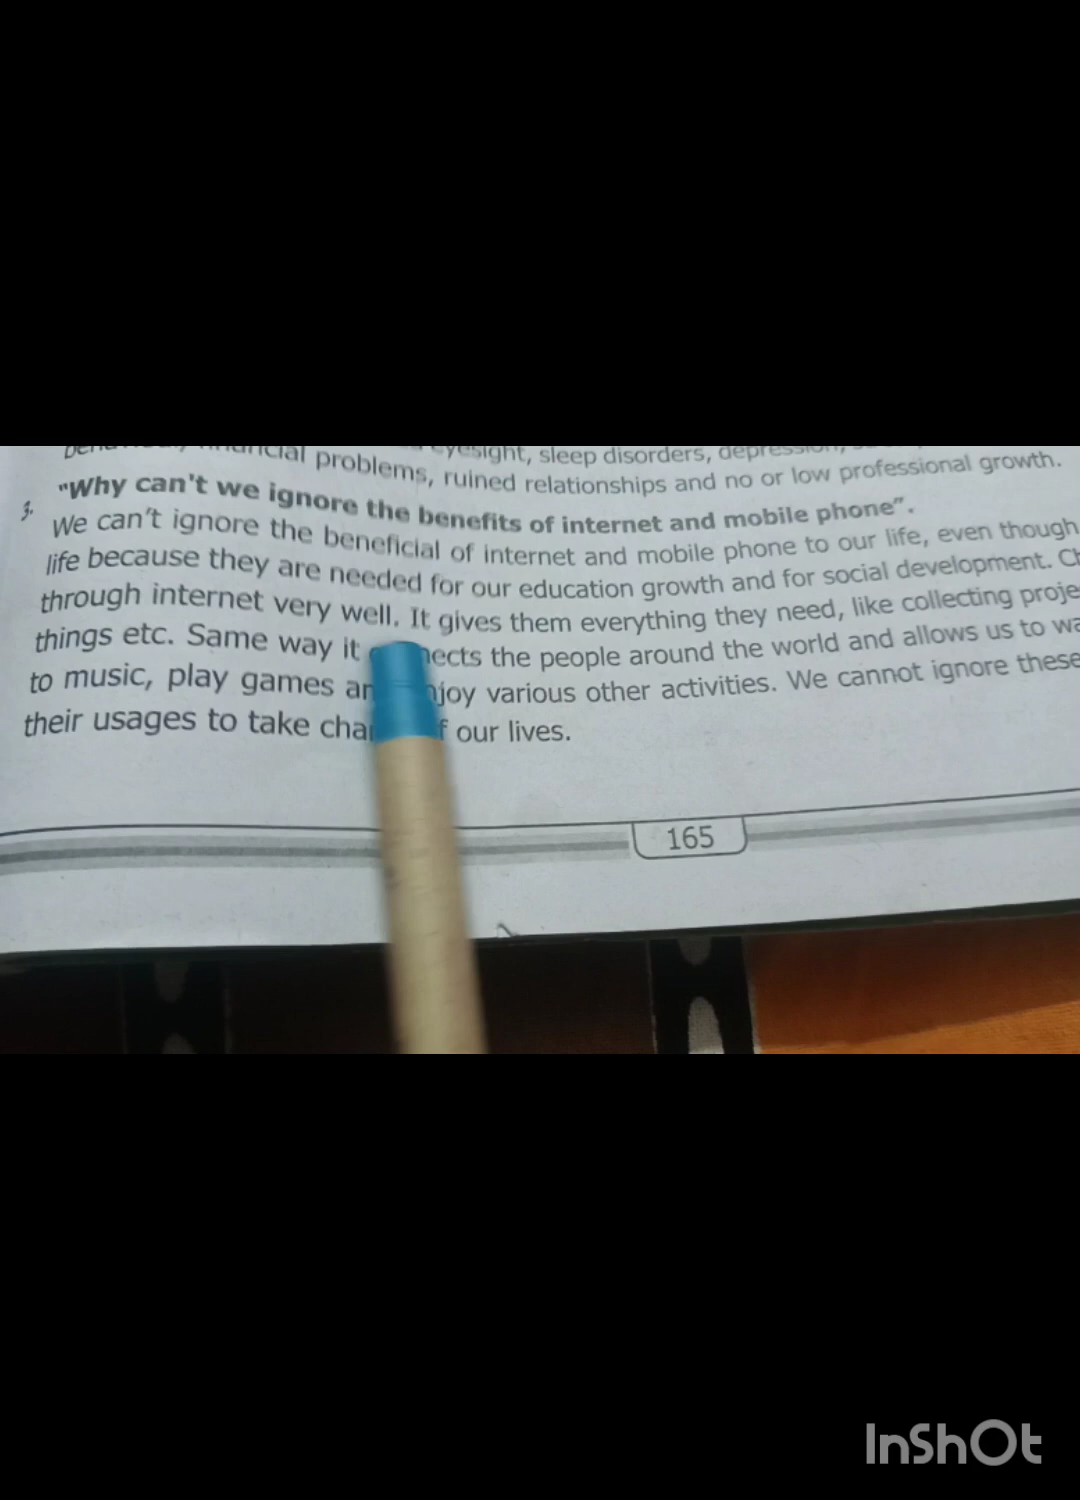 eyesight, sleep disorders,
problems, ruined relationships and no or low professional growth.
3. "Why can't we ignore the benefits of internet and mobile phone".
We can't ignore the beneficial of internet and mobile phone to our life, even though
life because they are needed for our education growth and for social development.
through internet very well. It gives them everything they need, like collecting
things etc. Same way it the people around the world and allows us to
to music, play games various other activities. We cannot ignore these
their usages to take our lives.
165
InShOt